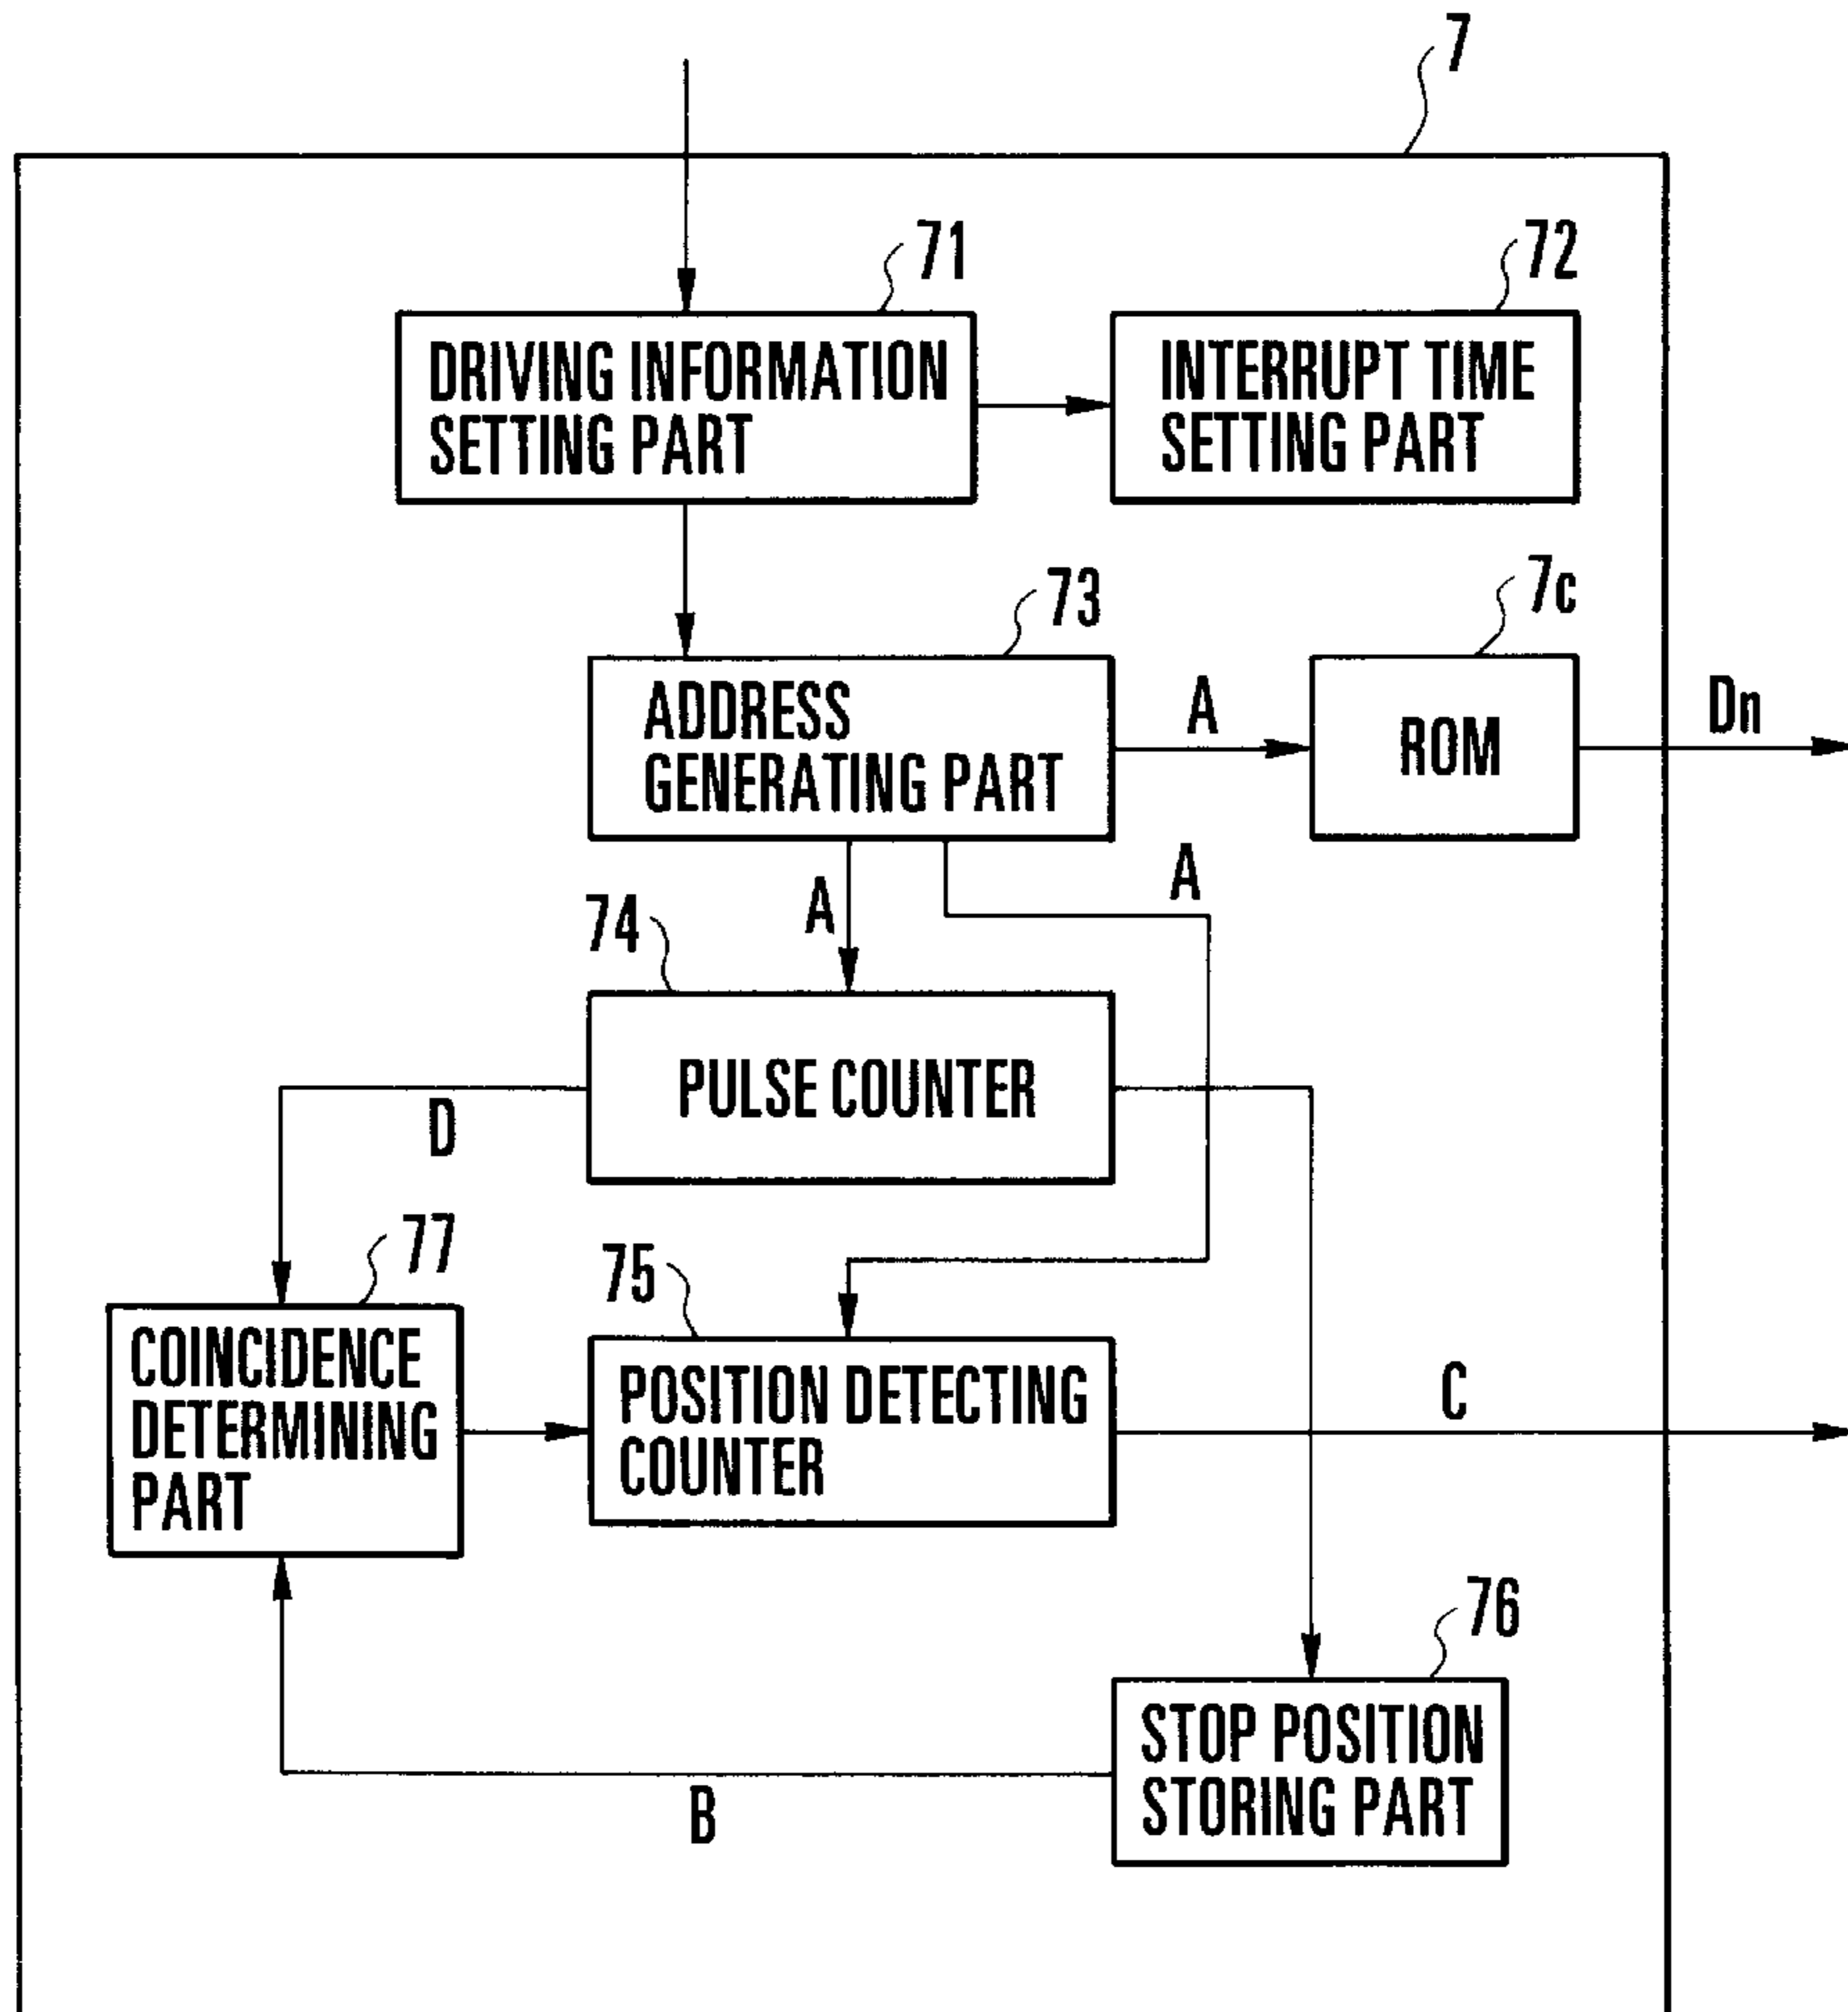 7
71
72
DRIVING INFORMATION
SETTING PART
INTERRUPT TIME
SETTING PART
73
7c
ADDRESS
GENERATING PART
A
ROM
Dn
A
A
74
PULSE COUNTER
D
77
75
COINCIDENCE
DETERMINING
PART
POSITION DETECTING
COUNTER
C
76
STOP POSITION
STORING PART
B